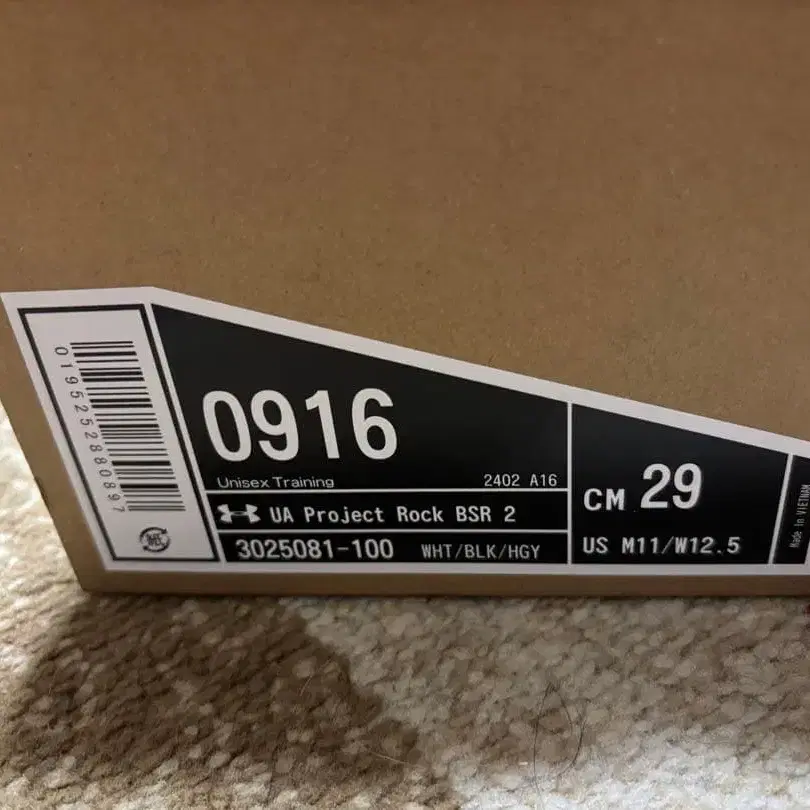 0195252880897
0916
Unisex Training 2402 A16
UA Project Rock BSR 2
3025081-100 WHT/BLK/HGY
CM 29
US M11/W12.5
Made in VIETNAM